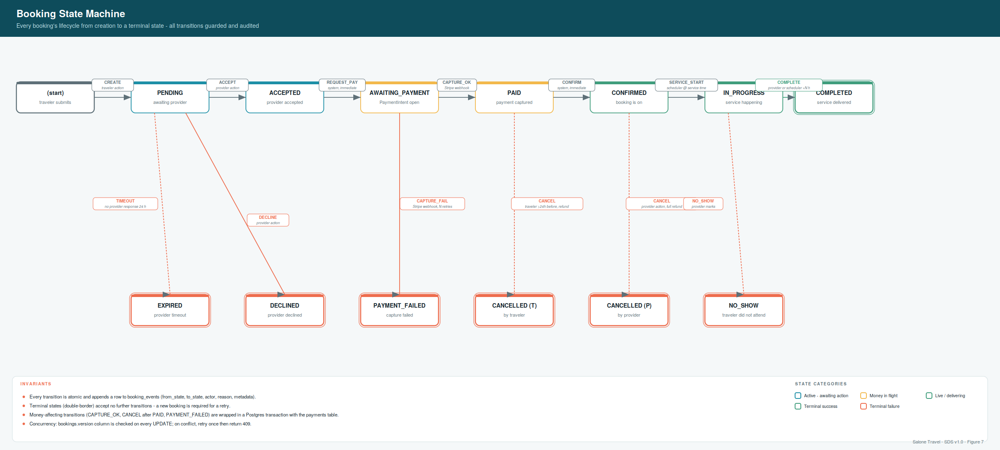 Booking State Machine
Every booking's lifecycle from creation to a terminal state - all transitions guarded and audited
CREATE
traveler action
ACCEPT
provider action
REQUEST_PAY
system, immediate
CAPTURE_OK
Stripe webhook
CONFIRM
system, immediate
SERVICE_START
scheduler @ service time
COMPLETE
provider or scheduler +N h
(start)
traveler submits
PENDING
awaiting provider
ACCEPTED
provider accepted
AWAITING_PAYMENT
PaymentIntent open
PAID
payment captured
CONFIRMED
booking is on
IN_PROGRESS
service happening
COMPLETED
service delivered
TIMEOUT
no provider response 24 h
DECLINE
provider action
CAPTURE_FAIL
Stripe webhook, N retries
CANCEL
traveler >24h before, refund
CANCEL
provider action, full refund
NO_SHOW
provider marks
EXPIRED
provider timeout
DECLINED
provider declined
PAYMENT_FAILED
capture failed
CANCELLED (T)
by traveler
CANCELLED (P)
by provider
NO_SHOW
traveler did not attend
INVARIANTS
Every transition is atomic and appends a row to booking_events (from_state, to_state, actor, reason, metadata).
Terminal states (double-border) accept no further transitions - a new booking is required for a retry.
Money-affecting transitions (CAPTURE_OK, CANCEL after PAID, PAYMENT_FAILED) are wrapped in a Postgres transaction with the payments table.
Concurrency: bookings.version column is checked on every UPDATE; on conflict, retry once then return 409.
STATE CATEGORIES
Active - awaiting action
Money in flight
Live / delivering
Terminal success
Terminal failure
Salone Travel - SDS v1.0 - Figure 7